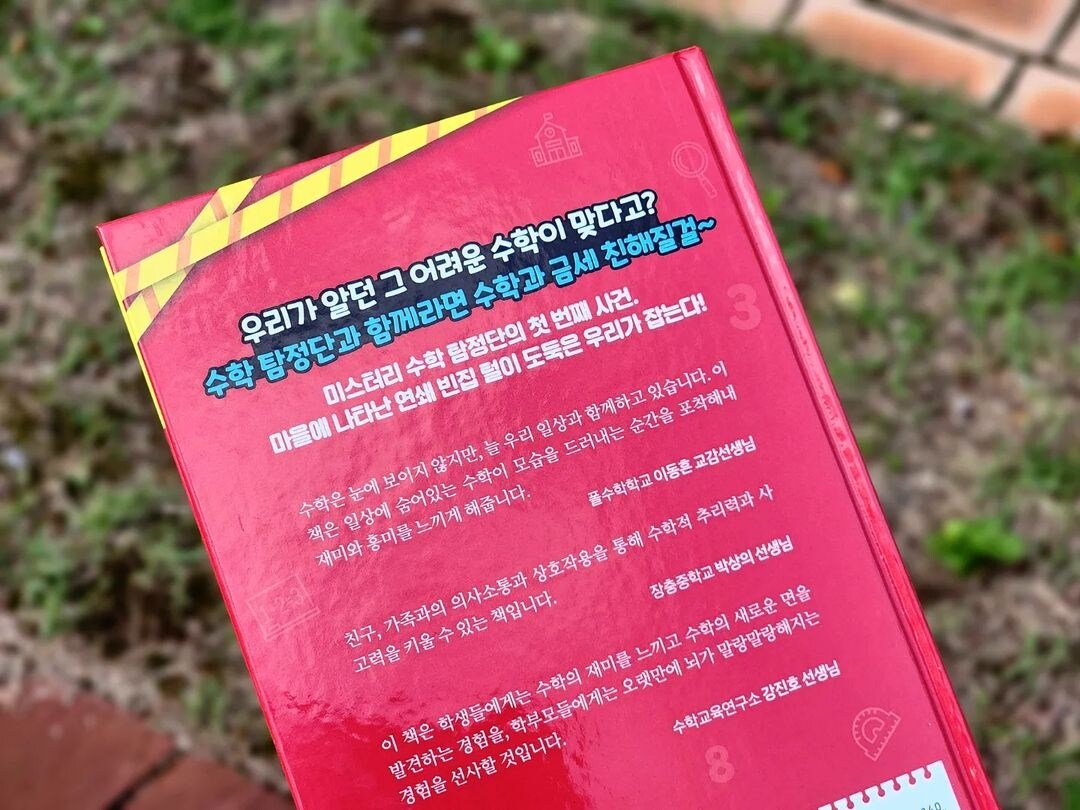 우리가 알던 그 어려운 수학이 맞다고?
수학 탐정단과 함께라면 수학과 금세 친해질걸~
미스터리 수학 탐정단의 첫 번째 사건.
마을에 나타난 연쇄 빈집 털이 도둑은 우리가 잡는다!
3
수학은 눈에 보이지 않지만, 늘 우리 일상과 함께하고 있습니다. 이
책은 일상에 숨어있는 수학이 모습을 드러내는 순간을 포착해내
재미와 흥미를 느끼게 해줍니다.
폴수학학교 이동흔 교감선생님
친구, 가족과의 의사소통과 상호작용을 통해 수학적 추리력과 사
고력을 키울 수 있는 책입니다.
장충중학교 박상의 선생님
이 책은 학생들에게는 수학의 재미를 느끼고 수학의 새로운 면을
발견하는 경험을, 학부모들에게는 오랫만에 뇌가 말랑말랑해지는
경험을 선사할 것입니다.
수학교육연구소 강진호 선생님
8